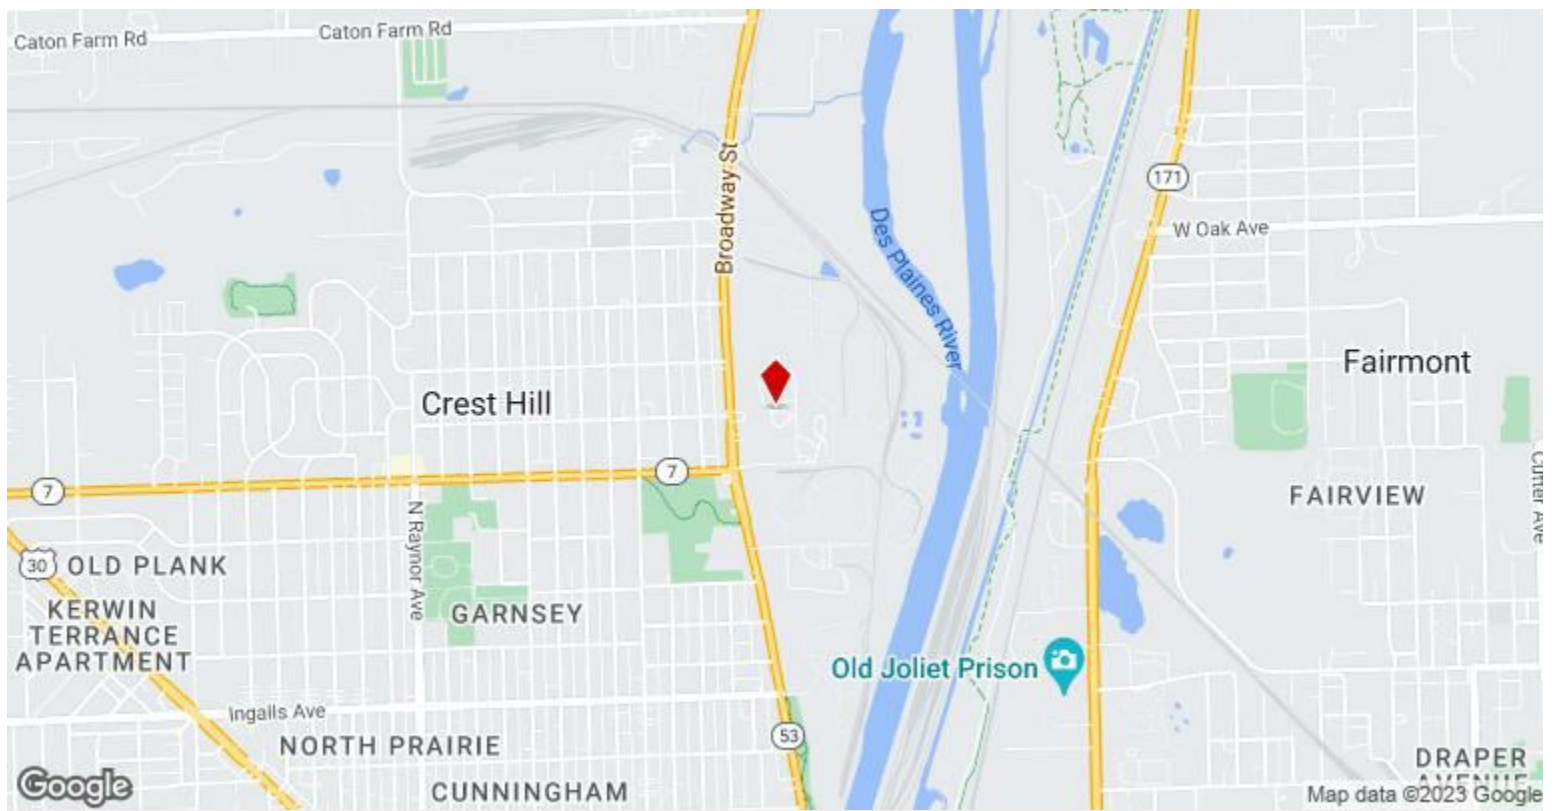 Caton Farm Rd
Caton Farm Rd
Broadway St
171
W Oak Ave
Des Plaines River
Fairmont
Crest Hill
7
7
Cutter Ave
FAIRVIEW
N Raynor Ave
30
OLD PLANK
KERWIN
TERRANCE
APARTMENT
GARNSEY
Old Joliet Prison
Ingalls Ave
53
NORTH PRAIRIE
DRAPER
AVENUE
CUNNINGHAM
Google
Map data ©2023 Google